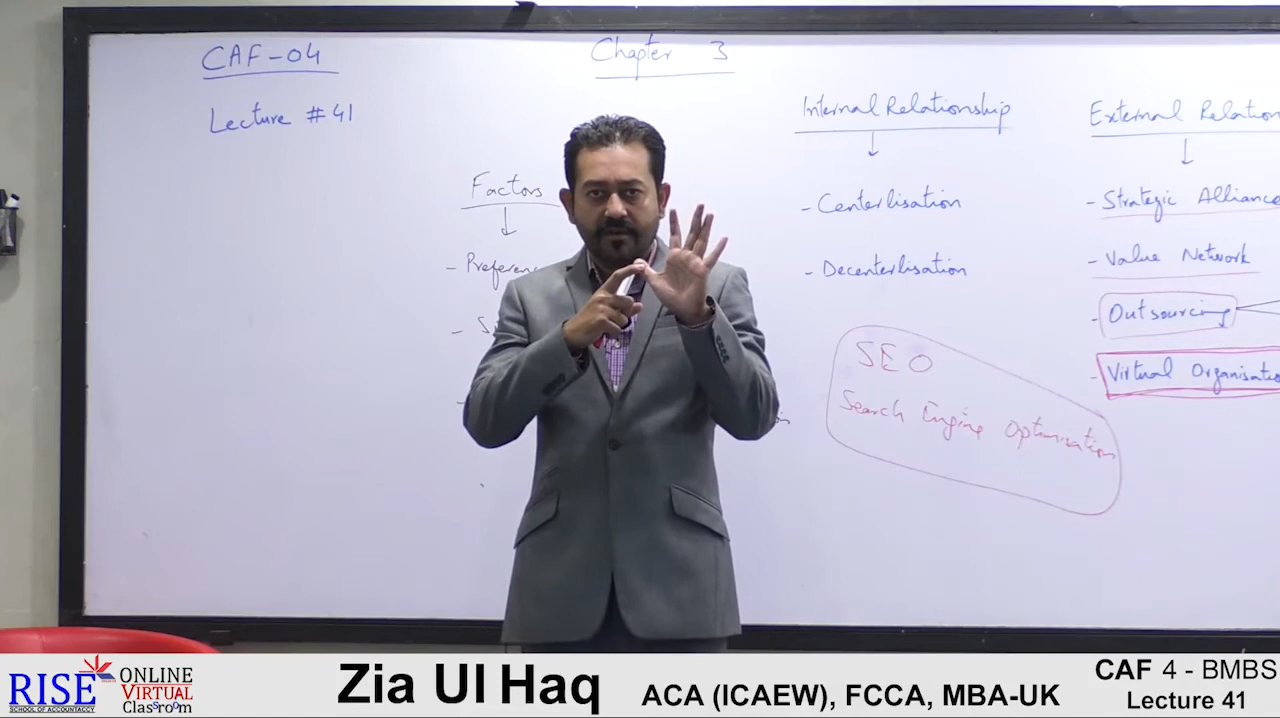 CAF-04
Chapter 3
Lecture #41
Internal Relationship
External Relation
Factors
- Centerlisation
- Strategic Alliance
- Preferen
- Decenterlisation
- Value Network
- Outsourcing
SEO
- Virtual Organisatio
Search Engine Optimisation
RISE
SCHOOL OF ACCOUNTACCY
ONLINE
VIRTUAL
Classroom
Zia Ul Haq
ACA (ICAEW), FCCA, MBA-UK
CAF 4 - BMBS
Lecture 41